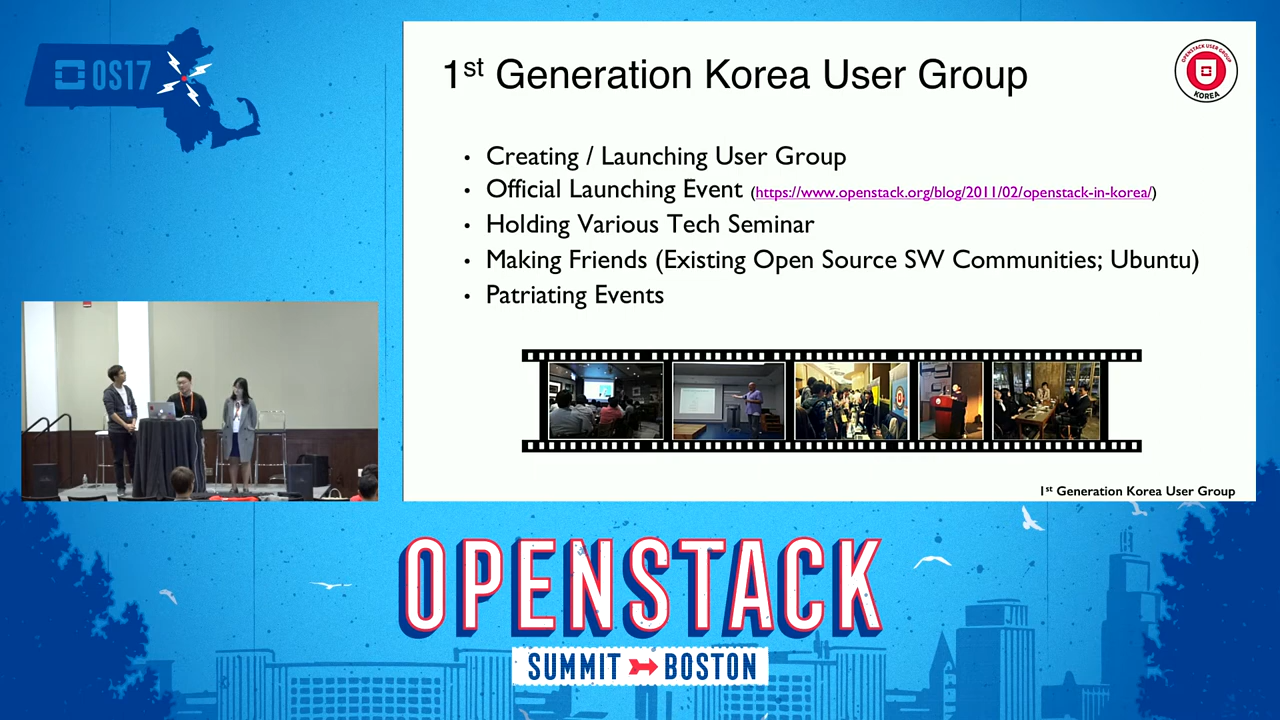 OS17
1st Generation Korea User Group
OPENSTACK USER GROUP
KOREA
• Creating / Launching User Group
• Official Launching Event (https://www.openstack.org/blog/2011/02/openstack-in-korea/)
• Holding Various Tech Seminar
• Making Friends (Existing Open Source SW Communities; Ubuntu)
• Patriating Events
1st Generation Korea User Group
OPENSTACK
SUMMIT BOSTON